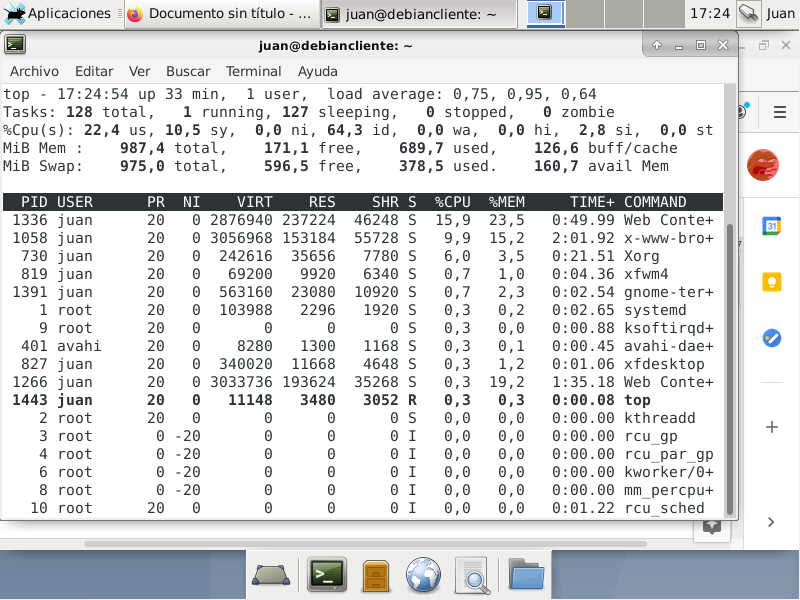 Aplicaciones Documento sin título - ... juan@debiancliente: ~ 17:24 Juan
juan@debiancliente: ~
Archivo Editar Ver Buscar Terminal Ayuda
top - 17:24:54 up 33 min,  1 user,  load average: 0,75, 0,95, 0,64
Tasks: 128 total,   1 running, 127 sleeping,   0 stopped,   0 zombie
%Cpu(s): 22,4 us, 10,5 sy,  0,0 ni, 64,3 id,  0,0 wa,  0,0 hi,  2,8 si,  0,0 st
MiB Mem :    987,4 total,    171,1 free,    689,7 used,    126,6 buff/cache
MiB Swap:    975,0 total,    596,5 free,    378,5 used.    160,7 avail Mem
PID USER      PR  NI    VIRT    RES    SHR S  %CPU  %MEM     TIME+ COMMAND
1336 juan      20   0 2876940 237224  46248 S  15,9  23,5   0:49.99 Web Conte+
1058 juan      20   0 3056968 153184  55728 S   9,9  15,2   2:01.92 x-www-bro+
730 juan      20   0  242616  35656   7780 S   6,0   3,5   0:21.51 Xorg
819 juan      20   0   69200   9920   6340 S   0,7   1,0   0:04.36 xfwm4
1391 juan      20   0  563160  23080  10920 S   0,7   2,3   0:02.54 gnome-ter+
1 root      20   0  103988   2296   1920 S   0,3   0,2   0:02.65 systemd
9 root      20   0       0      0      0 S   0,3   0,0   0:00.88 ksoftirqd+
401 avahi     20   0    8280   1300   1168 S   0,3   0,1   0:00.45 avahi-dae+
827 juan      20   0  340020  11668   4648 S   0,3   1,2   0:01.06 xfdesktop
1266 juan      20   0 3033736 193624  35268 S   0,3  19,2   1:35.18 Web Conte+
1443 juan      20   0   11148   3480   3052 R   0,3   0,3   0:00.08 top
2 root      20   0       0      0      0 S   0,0   0,0   0:00.00 kthreadd
3 root       0 -20       0      0      0 I   0,0   0,0   0:00.00 rcu_gp
4 root       0 -20       0      0      0 I   0,0   0,0   0:00.00 rcu_par_gp
6 root       0 -20       0      0      0 I   0,0   0,0   0:00.00 kworker/0+
8 root       0 -20       0      0      0 I   0,0   0,0   0:00.00 mm_percpu+
10 root      20   0       0      0      0 I   0,0   0,0   0:01.22 rcu_sched
31